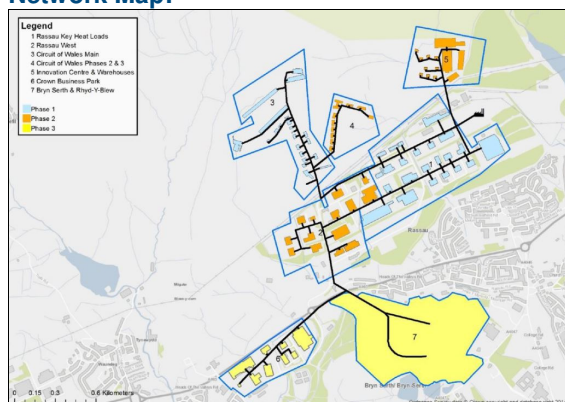 Network Map:
Legend
1 Rassau Key Heat Loads
2 Rassau West
3 Circuit of Wales Main
4 Circuit of Wales Phases 2 & 3
5 Innovation Centre & Warehouses
6 Crown Business Park
7 Bryn Serth & Rhyd-Y-Blew
Phase 1
Phase 2
Phase 3
5
3
4
1
2
Rassau
7
6
0 0.15 0.3 0.6 Kilometers
Bryn Serth/ Bryn